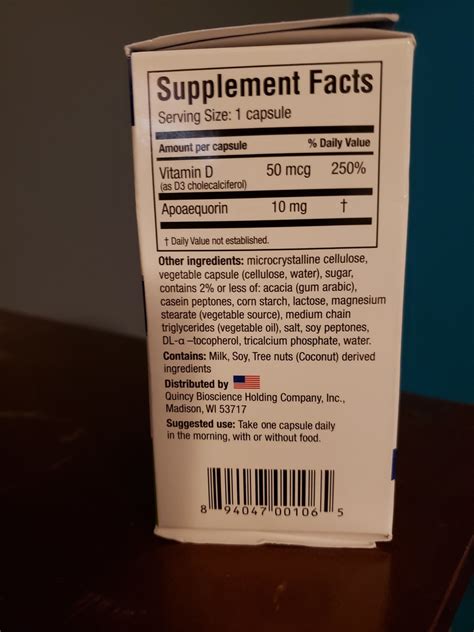 Supplement Facts
Serving Size: 1 capsule
Amount per capsule % Daily Value
Vitamin D 50 mcg 250%
(as D3 cholecalciferol)
Apoaequorin 10 mg †
† Daily Value not established.
Other ingredients: microcrystalline cellulose,
vegetable capsule (cellulose, water), sugar,
contains 2% or less of: acacia (gum arabic),
casein peptones, corn starch, lactose, magnesium
stearate (vegetable source), medium chain
triglycerides (vegetable oil), salt, soy peptones,
DL-α –tocopherol, tricalcium phosphate, water.
Contains: Milk, Soy, Tree nuts (Coconut) derived
ingredients
Distributed by
Quincy Bioscience Holding Company, Inc.,
Madison, WI 53717
Suggested use: Take one capsule daily
in the morning, with or without food.
8 94047 00106 5